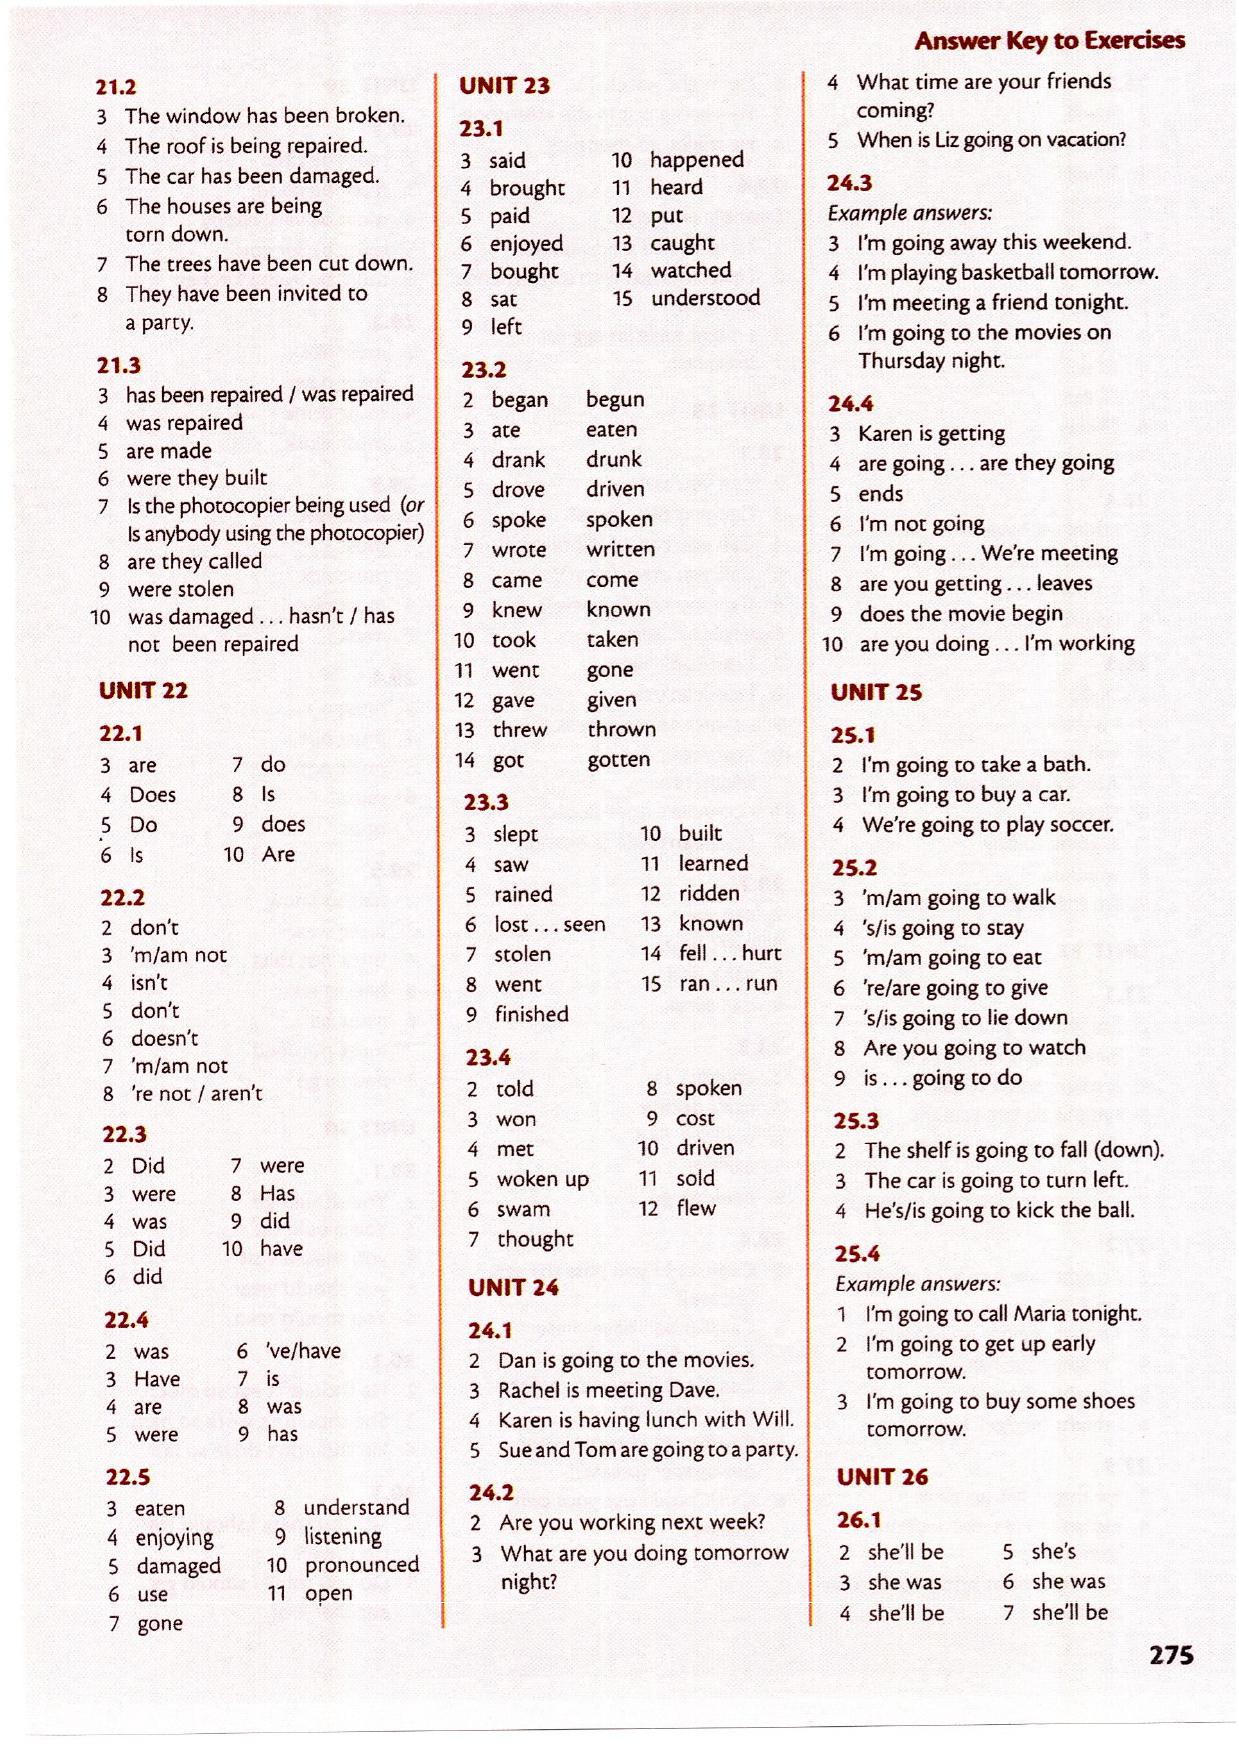 Answer Key to Exercises
21.2
3 The window has been broken.
4 The roof is being repaired.
5 The car has been damaged.
6 The houses are being
torn down.
7 The trees have been cut down.
8 They have been invited to
a party.
21.3
3 has been repaired / was repaired
4 was repaired
5 are made
6 were they built
7 Is the photocopier being used (or
Is anybody using the photocopier)
8 are they called
9 were stolen
10 was damaged ... hasn't / has
not been repaired
UNIT 22
22.1
3 are 7 do
4 Does 8 Is
5 Do 9 does
6 Is 10 Are
22.2
2 don't
3 'm/am not
4 isn't
5 don't
6 doesn't
7 'm/am not
8 're not / aren't
22.3
2 Did 7 were
3 were 8 Has
4 was 9 did
5 Did 10 have
6 did
22.4
2 was 6 've/have
3 Have 7 is
4 are 8 was
5 were 9 has
22.5
3 eaten 8 understand
4 enjoying 9 listening
5 damaged 10 pronounced
6 use 11 open
7 gone
UNIT 23
23.1
3 said 10 happened
4 brought 11 heard
5 paid 12 put
6 enjoyed 13 caught
7 bought 14 watched
8 sat 15 understood
9 left
23.2
2 began begun
3 ate eaten
4 drank drunk
5 drove driven
6 spoke spoken
7 wrote written
8 came come
9 knew known
10 took taken
11 went gone
12 gave given
13 threw thrown
14 got gotten
23.3
3 slept 10 built
4 saw 11 learned
5 rained 12 ridden
6 lost ... seen 13 known
7 stolen 14 fell ... hurt
8 went 15 ran ... run
9 finished
23.4
2 told 8 spoken
3 won 9 cost
4 met 10 driven
5 woken up 11 sold
6 swam 12 flew
7 thought
UNIT 24
24.1
2 Dan is going to the movies.
3 Rachel is meeting Dave.
4 Karen is having lunch with Will.
5 Sue and Tom are going to a party.
24.2
2 Are you working next week?
3 What are you doing tomorrow
night?
4 What time are your friends
coming?
5 When is Liz going on vacation?
24.3
Example answers:
3 I'm going away this weekend.
4 I'm playing basketball tomorrow.
5 I'm meeting a friend tonight.
6 I'm going to the movies on
Thursday night.
24.4
3 Karen is getting
4 are going ... are they going
5 ends
6 I'm not going
7 I'm going ... We're meeting
8 are you getting ... leaves
9 does the movie begin
10 are you doing ... I'm working
UNIT 25
25.1
2 I'm going to take a bath.
3 I'm going to buy a car.
4 We're going to play soccer.
25.2
3 'm/am going to walk
4 's/is going to stay
5 'm/am going to eat
6 're/are going to give
7 's/is going to lie down
8 Are you going to watch
9 is ... going to do
25.3
2 The shelf is going to fall (down).
3 The car is going to turn left.
4 He's/is going to kick the ball.
25.4
Example answers:
1 I'm going to call Maria tonight.
2 I'm going to get up early
tomorrow.
3 I'm going to buy some shoes
tomorrow.
UNIT 26
26.1
2 she'll be 5 she's
3 she was 6 she was
4 she'll be 7 she'll be
275